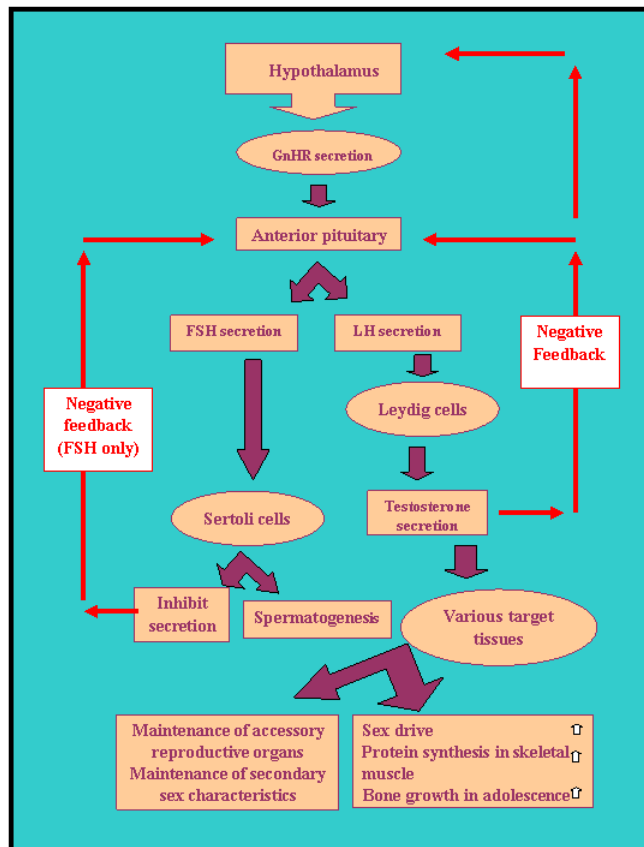 Hypothalamus
GnHR secretion
Anterior pituitary
FSH secretion
LH secretion
Negative
Feedback
Negative
feedback
(FSH only)
Leydig cells
Sertoli cells
Testosterone
secretion
Inhibit
secretion
Spermatogenesis
Various target
tissues
Maintenance of accessory
reproductive organs
Maintenance of secondary
sex characteristics
Sex drive
Protein synthesis in skeletal
muscle
Bone growth in adolescence